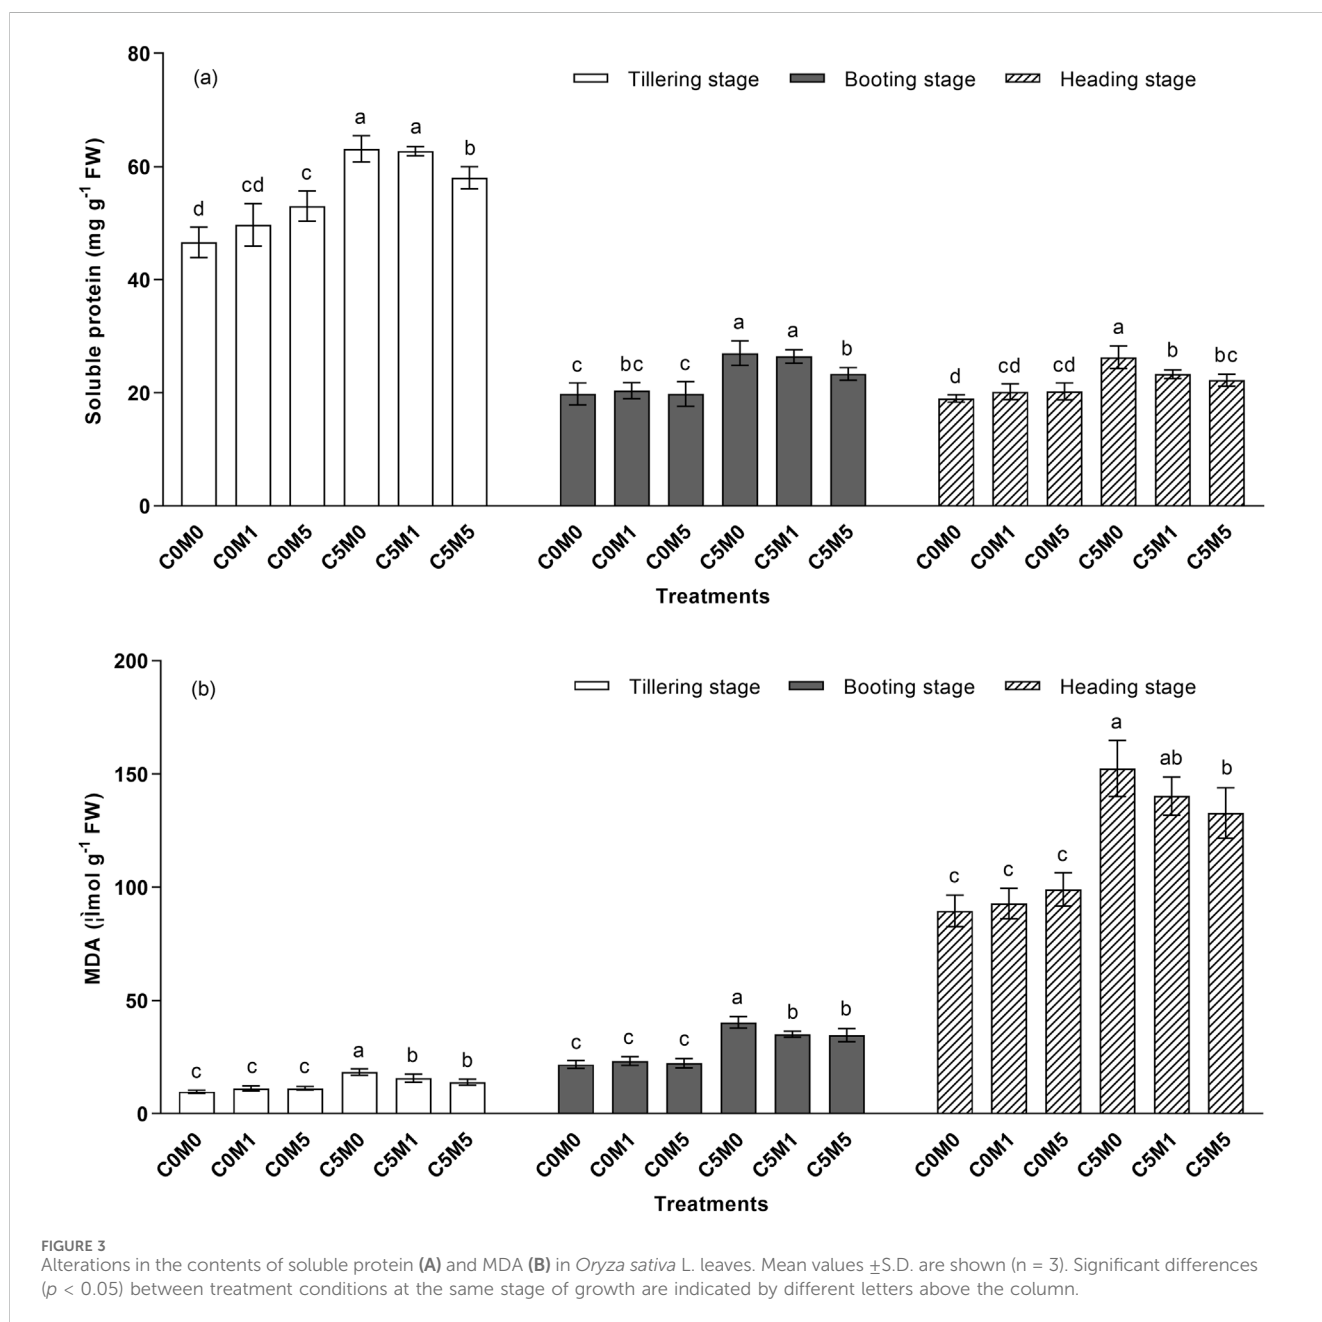 (a)
Tillering stage Booting stage Heading stage
Soluble protein (mg g-1 FW)
80
60
40
20
0
d cd c a a b
c bc c a a b
d cd cd a b bc
C0M0 C0M1 C0M5 C5M0 C5M1 C5M5 C0M0 C0M1 C0M5 C5M0 C5M1 C5M5 C0M0 C0M1 C0M5 C5M0 C5M1 C5M5
Treatments
(b)
Tillering stage Booting stage Heading stage
MDA (¦Ìmol g-1 FW)
200
150
100
50
0
c c c a b b
c c c a b b
c c c a ab b
C0M0 C0M1 C0M5 C5M0 C5M1 C5M5 C0M0 C0M1 C0M5 C5M0 C5M1 C5M5 C0M0 C0M1 C0M5 C5M0 C5M1 C5M5
Treatments
FIGURE 3
Alterations in the contents of soluble protein (A) and MDA (B) in Oryza sativa L. leaves. Mean values ±S.D. are shown (n = 3). Significant differences
(p < 0.05) between treatment conditions at the same stage of growth are indicated by different letters above the column.